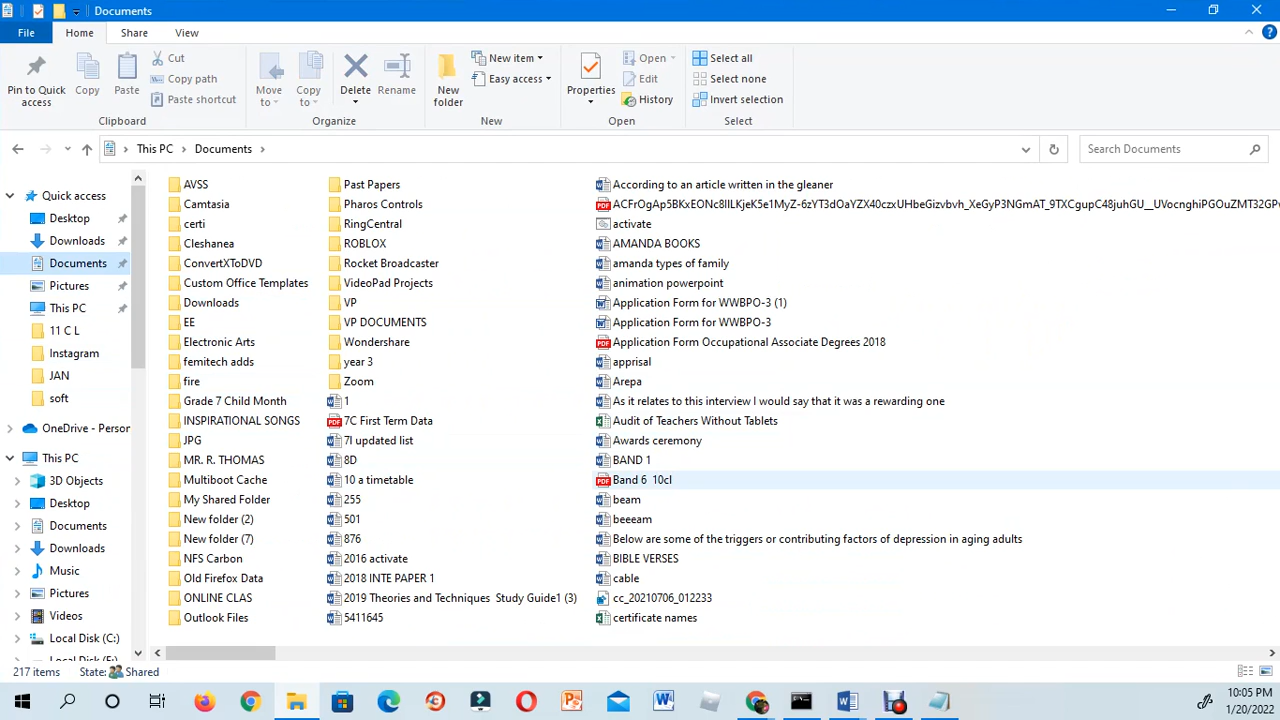 Documents
File Home Share View
Pin to Quick access
Copy
Paste
Cut
Copy path
Paste shortcut
Clipboard
Move to
Copy to
Delete
Rename
Organize
New folder
New item
Easy access
New
Properties
Open
Edit
History
Open
Select all
Select none
Invert selection
Select
This PC Documents
Search Documents
Quick access
Desktop
Downloads
Documents
Pictures
This PC
11 C L
Instagram
JAN
soft
OneDrive - Person
This PC
3D Objects
Desktop
Documents
Downloads
Music
Pictures
Videos
Local Disk (C:)
AVSS
Camtasia
certi
Cleshanea
ConvertXToDVD
Custom Office Templates
Downloads
EE
Electronic Arts
femitech adds
fire
Grade 7 Child Month
INSPIRATIONAL SONGS
JPG
MR. R. THOMAS
Multiboot Cache
My Shared Folder
New folder (2)
New folder (7)
NFS Carbon
Old Firefox Data
ONLINE CLAS
Outlook Files
Past Papers
Pharos Controls
RingCentral
ROBLOX
Rocket Broadcaster
VideoPad Projects
VP
VP DOCUMENTS
Wondershare
year 3
Zoom
1
7C First Term Data
7I updated list
8D
10 a timetable
255
501
876
2016 activate
2018 INTE PAPER 1
2019 Theories and Techniques Study Guide1 (3)
5411645
According to an article written in the gleaner
activate
AMANDA BOOKS
amanda types of family
animation powerpoint
Application Form for WWBPO-3 (1)
Application Form for WWBPO-3
Application Form Occupational Associate Degrees 2018
apprisal
Arepa
As it relates to this interview I would say that it was a rewarding one
Audit of Teachers Without Tablets
Awards ceremony
BAND 1
Band 6 10cl
beam
beeeam
Below are some of the triggers or contributing factors of depression in aging adults
BIBLE VERSES
cable
cc_20210706_012233
certificate names
217 items State: Shared
10:05 PM
1/20/2022